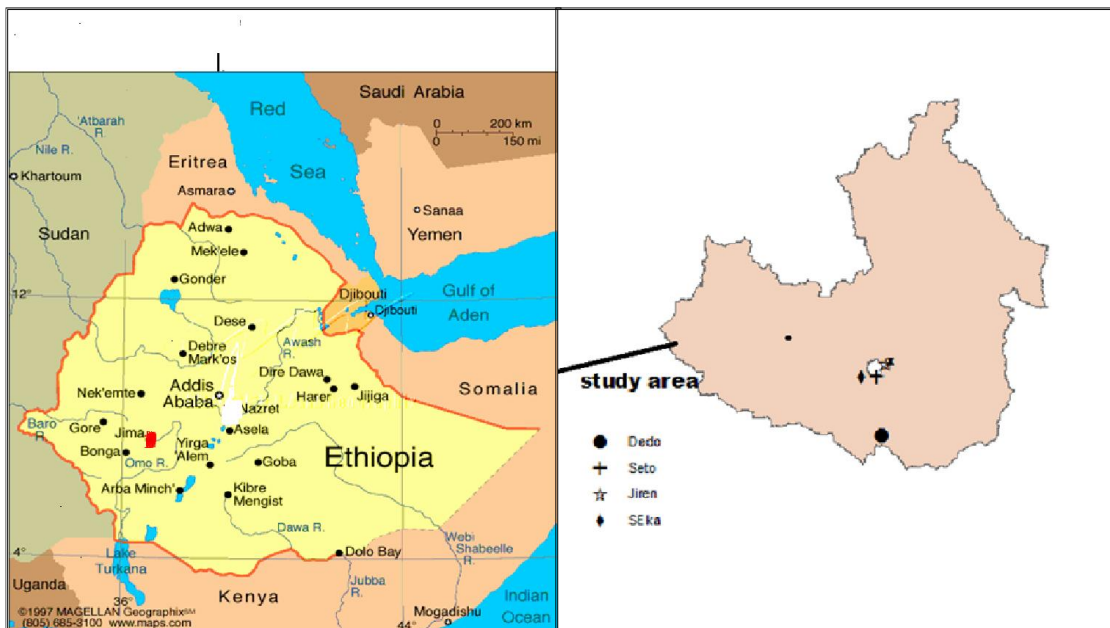 Saudi Arabia
Red
Sea
0 200 km
0 150 mi
'Atbarah
R.
Nile R.
Khartoum
Eritrea
Asmara
Sanaa
Yemen
Sudan
Adwa
Mek'ele
Gonder
12°
Djibouti
Djibouti
Gulf of
Aden
Dese
Debre
Mark'os
Awash
R.
Dire Dawa
Harer
Jijiga
Somalia
Nek'emte
Addis
Ababa
Nazret
Asela
Baro
R.
Gore
Jima
Bonga
Omo R.
Yirga
'Alem
Goba
Ethiopia
Arba Minch'
Kibre
Mengist
Dawa R.
Webi
Shabeelle
R.
4°
Dolo Bay
Lake
Turkana
Uganda
36°
Kenya
Jubba
R.
Indian
Ocean
Mogadishu
44°
©1997 MAGELLAN Geographix℠
(805) 685-3100 www.maps.com
study area
Dedo
Seto
Jiren
SEka